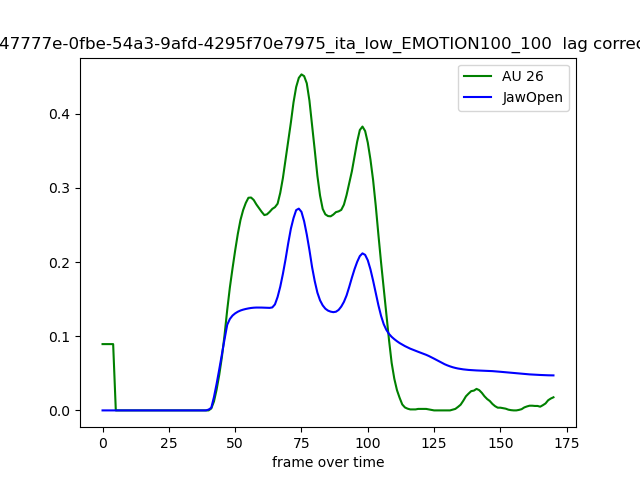 47777e-0fbe-54a3-9afd-4295f70e7975_ita_low_EMOTION100_100 lag correc
AU 26
JawOpen
0.4
0.3
0.2
0.1
0.0
0 25 50 75 100 125 150 175
frame over time